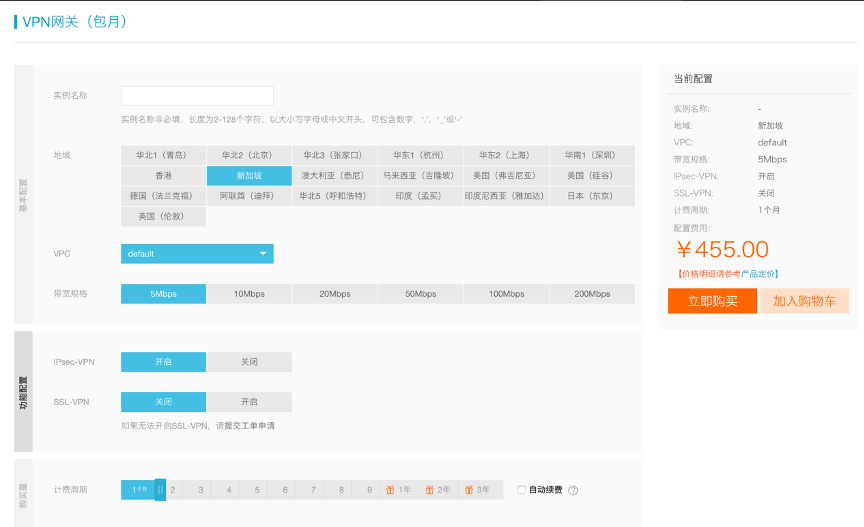 VPN网关（包月）
基本配置
实例名称
实例名称非必填，长度为2-128个字符，以大小写字母或中文开头，可包含数字，'.'，'_'或'-'
地域
华北1（青岛） 华北2（北京） 华北3（张家口） 华东1（杭州） 华东2（上海） 华南1（深圳）
香港 新加坡 澳大利亚（悉尼） 马来西亚（吉隆坡） 美国（弗吉尼亚） 美国（硅谷）
德国（法兰克福） 阿联酋（迪拜） 华北5（呼和浩特） 印度（孟买） 印度尼西亚（雅加达） 日本（东京）
英国（伦敦）
VPC default
带宽规格 5Mbps 10Mbps 20Mbps 50Mbps 100Mbps 200Mbps
功能配置
IPsec-VPN 开启 关闭
SSL-VPN 关闭 开启
如果无法开启SSL-VPN，请提交工单申请
购买量
计费周期 1个月 2 3 4 5 6 7 8 9 1年 2年 3年 自动续费 ?
当前配置
实例名称: -
地域: 新加坡
VPC: default
带宽规格: 5Mbps
IPsec-VPN: 开启
SSL-VPN: 关闭
计费周期: 1个月
配置费用:
￥455.00
【价格明细请参考产品定价】
立即购买 加入购物车